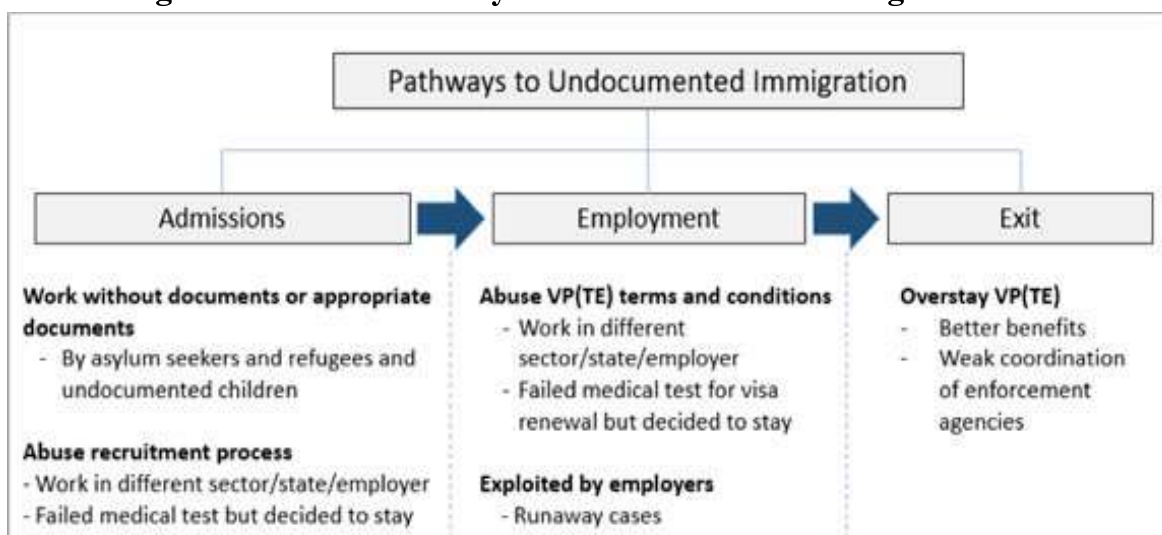 Pathways to Undocumented Immigration
Admissions
Employment
Exit
Work without documents or appropriate
documents
- By asylum seekers and refugees and
undocumented children
Abuse recruitment process
- Work in different sector/state/employer
- Failed medical test but decided to stay
Abuse VP(TE) terms and conditions
- Work in different
sector/state/employer
- Failed medical test for visa
renewal but decided to stay
Exploited by employers
- Runaway cases
Overstay VP(TE)
- Better benefits
- Weak coordination
of enforcement
agencies